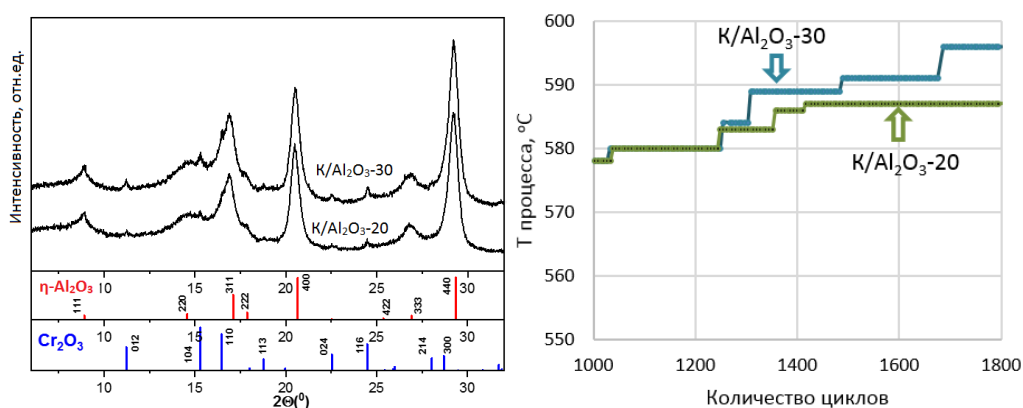 Интенсивность, отн.ед.
К/Al₂O₃-30
К/Al₂O₃-20
η-Al₂O₃
111
220
311
222
400
422
333
440
10 15 20 25 30
Cr₂O₃
012
104
110
113
024
116
214
300
10 15 20 25 30
2Θ(⁰)
Т процесса, °С
600
590
580
570
560
550
К/Al₂O₃-30
К/Al₂O₃-20
1000 1200 1400 1600 1800
Количество циклов